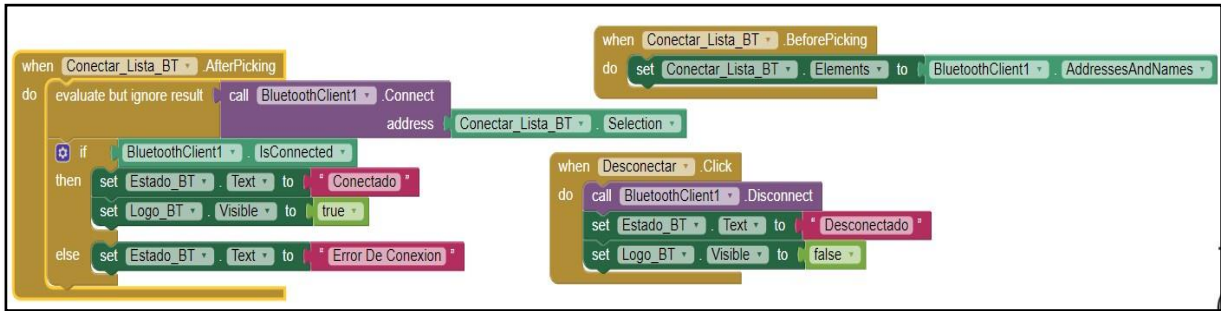 when Conectar_Lista_BT .AfterPicking
do evaluate but ignore result call BluetoothClient1 .Connect
address Conectar_Lista_BT . Selection
if BluetoothClient1 . IsConnected
then set Estado_BT . Text to " Conectado "
set Logo_BT . Visible to true
else set Estado_BT . Text to " Error De Conexion "
when Conectar_Lista_BT .BeforePicking
do set Conectar_Lista_BT . Elements to BluetoothClient1 . AddressesAndNames
when Desconectar .Click
do call BluetoothClient1 .Disconnect
set Estado_BT . Text to " Desconectado "
set Logo_BT . Visible to false